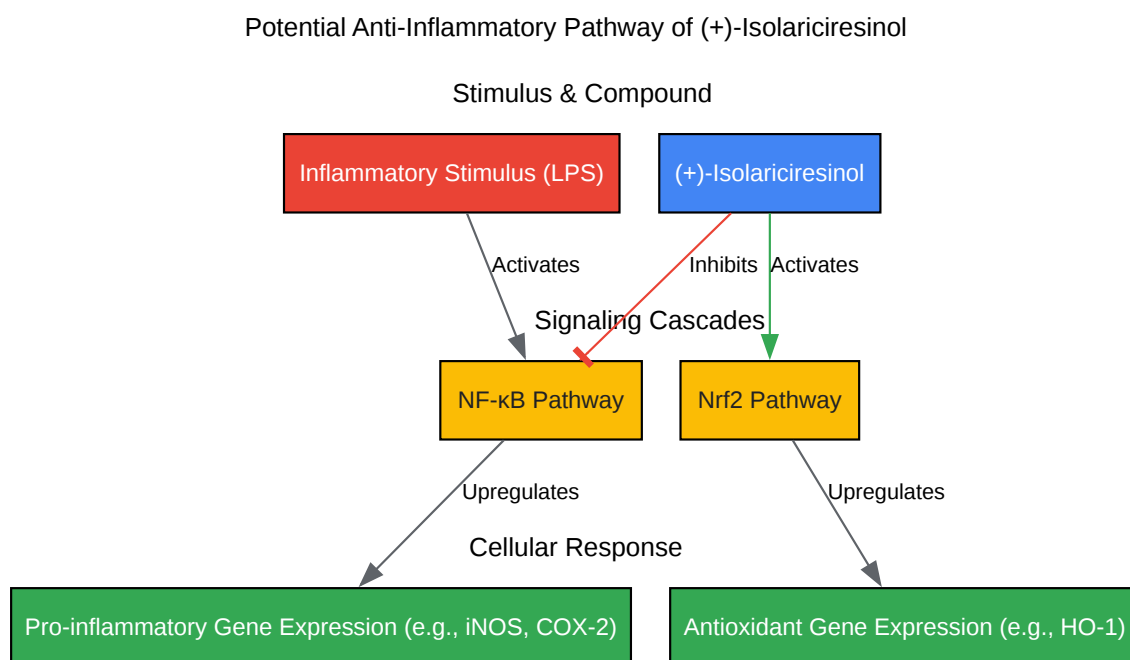 Potential Anti-Inflammatory Pathway of (+)-Isolariciresinol
Stimulus & Compound
Inflammatory Stimulus (LPS)
(+)-Isolariciresinol
Activates
Inhibits
Activates
Signaling Cascades
NF-κB Pathway
Nrf2 Pathway
Upregulates
Upregulates
Cellular Response
Pro-inflammatory Gene Expression (e.g., iNOS, COX-2)
Antioxidant Gene Expression (e.g., HO-1)